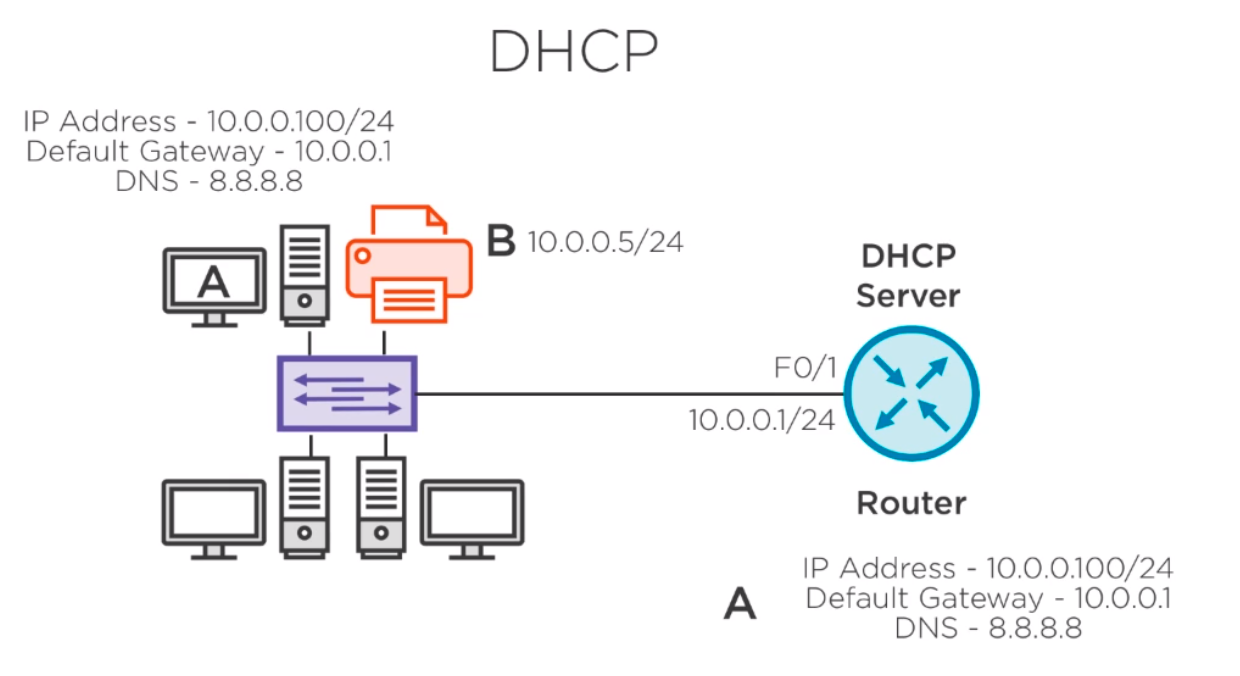 DHCP
IP Address - 10.0.0.100/24
Default Gateway - 10.0.0.1
DNS - 8.8.8.8
A
B 10.0.0.5/24
DHCP
Server
F0/1
10.0.0.1/24
Router
A
IP Address - 10.0.0.100/24
Default Gateway - 10.0.0.1
DNS - 8.8.8.8